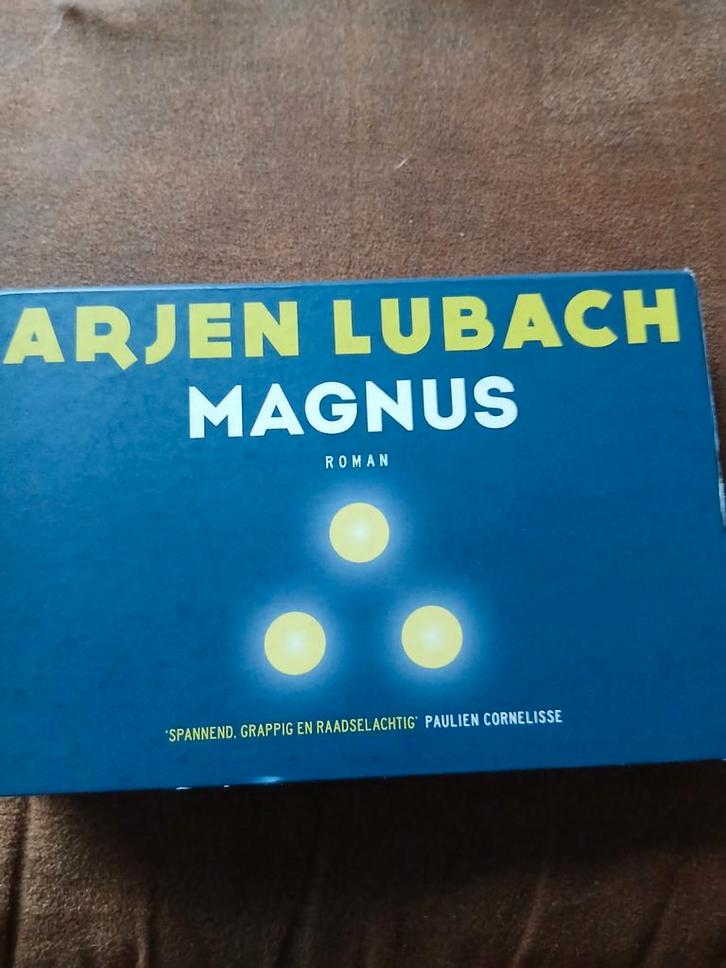 ARJEN LUBACH
MAGNUS
ROMAN
'SPANNEND, GRAPPIG EN RAADSELACHTIG' PAULIEN CORNELISSE